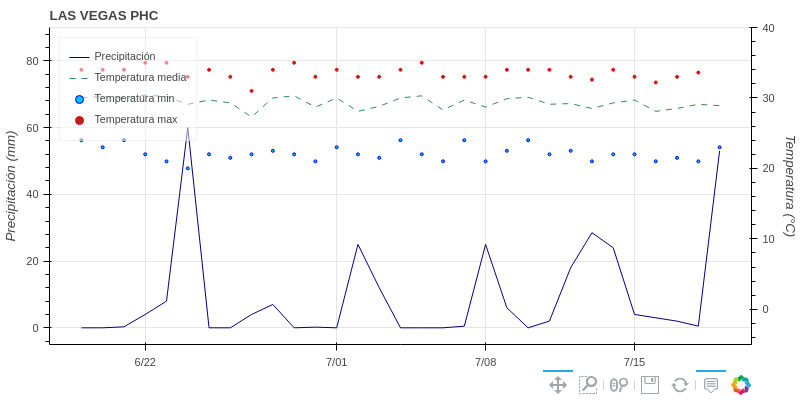 LAS VEGAS PHC
Precipitación
Temperatura media
Temperatura min
Temperatura max
Precipitación (mm)
80
60
40
20
0
Temperatura (°C)
40
30
20
10
0
6/22
7/01
7/08
7/15